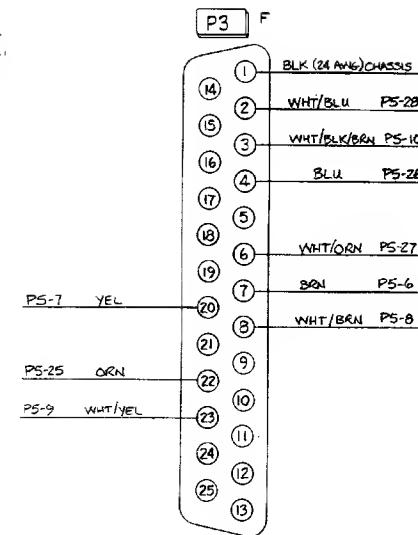 P3 F
1 BLK (24 AWG) CHASSIS
14
2 WHT/BLU P5-28
15
3 WHT/BLK/BRN P5-10
16
4 BLU P5-26
17
5
18
6 WHT/ORN P5-27
19
7 BRN P5-6
P5-7 YEL 20
8 WHT/BRN P5-8
21
9
P5-25 ORN 22
10
P5-9 WHT/YEL 23
11
24
12
25
13